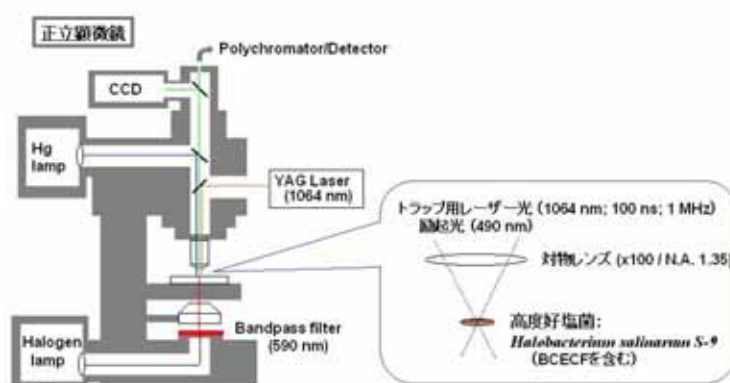 正立顕微鏡
Polychromator/Detector
CCD
Hg
lamp
YAG Laser
(1064 nm)
トラップ用レーザー光 (1064 nm; 100 ns; 1 MHz)
励起光 (490 nm)
対物レンズ (x100 / N.A. 1.35)
高度好塩菌:
Halobacterium salinarum S-9
(BCECFを含む)
Bandpass filter
(590 nm)
Halogen
lamp